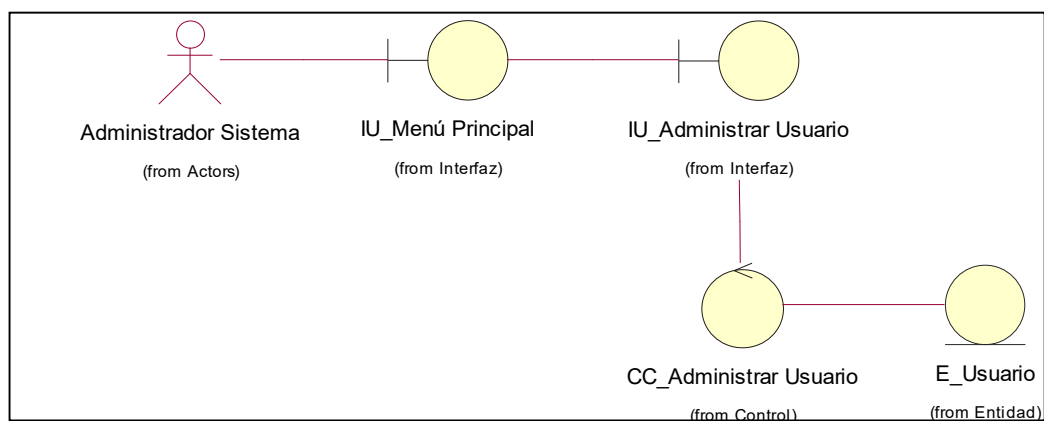 Administrador Sistema
(from Actors)
IU_Menú Principal
(from Interfaz)
IU_Administrar Usuario
(from Interfaz)
CC_Administrar Usuario
(from Control)
E_Usuario
(from Entidad)